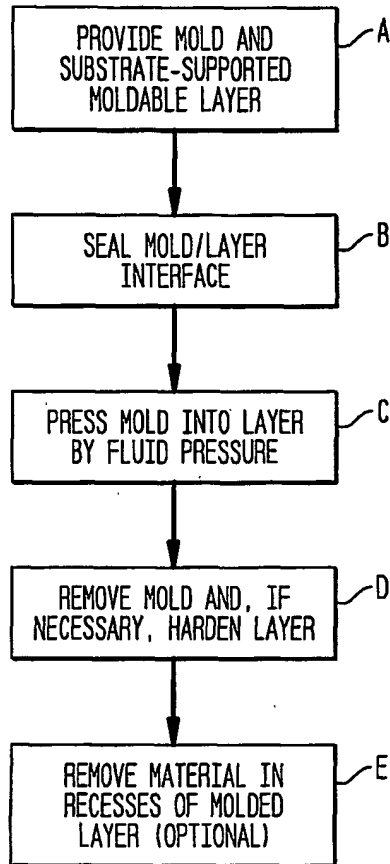 PROVIDE MOLD AND
SUBSTRATE-SUPPORTED
MOLDABLE LAYER
A
SEAL MOLD/LAYER
INTERFACE
B
PRESS MOLD INTO LAYER
BY FLUID PRESSURE
C
REMOVE MOLD AND, IF
NECESSARY, HARDEN LAYER
D
REMOVE MATERIAL IN
RECESSES OF MOLDED
LAYER (OPTIONAL)
E